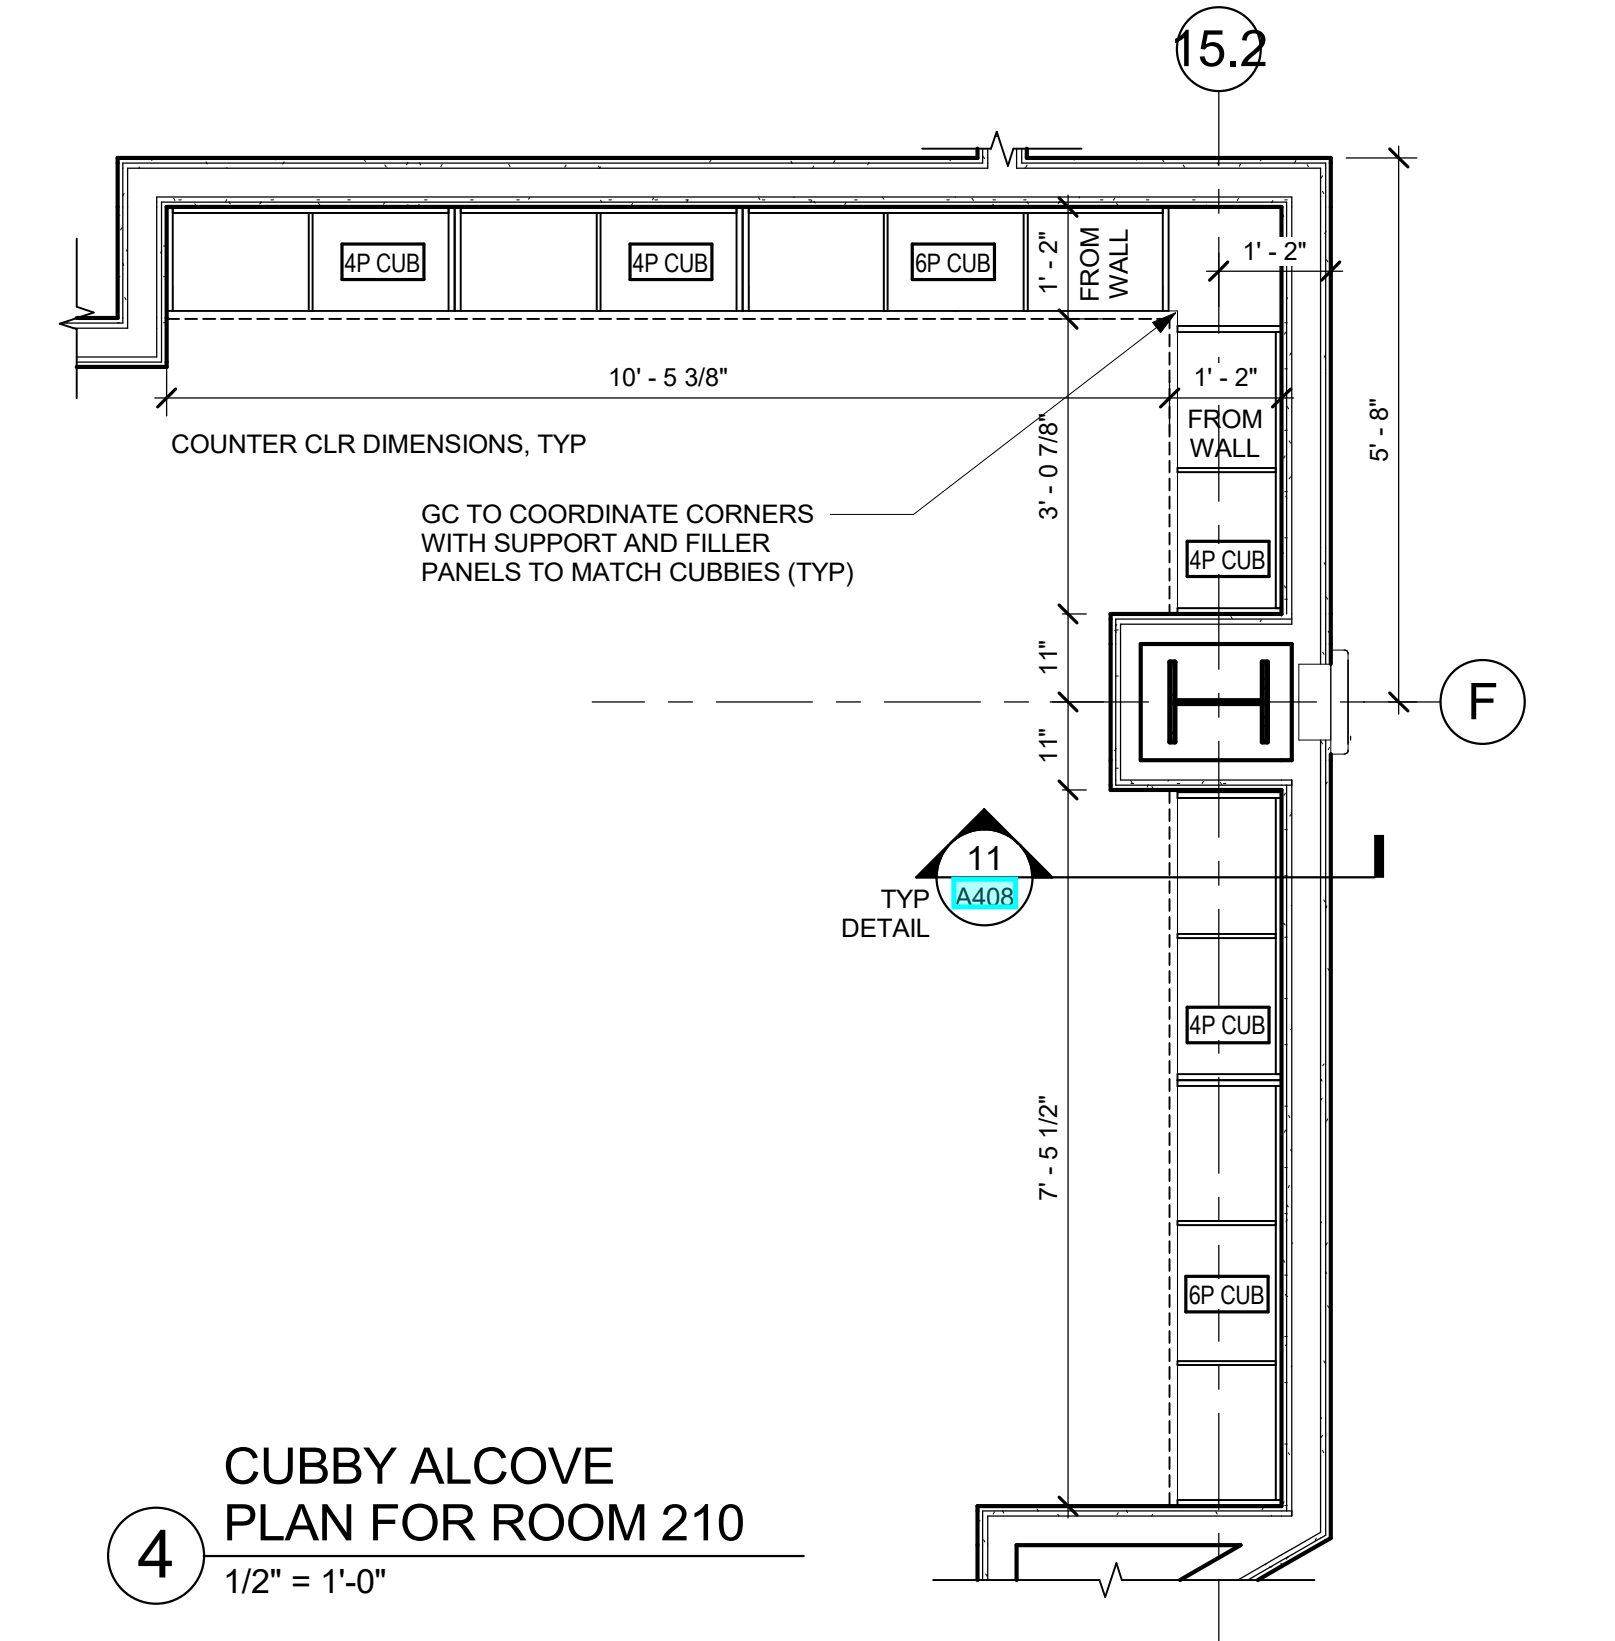 15.2
4P CUB
4P CUB
6P CUB
1' - 2"
FROM
WALL
1' - 2"
10' - 5 3/8"
1' - 2"
FROM
WALL
COUNTER CLR DIMENSIONS, TYP
3' - 0 7/8"
5' - 8"
GC TO COORDINATE CORNERS
WITH SUPPORT AND FILLER
PANELS TO MATCH CUBBIES (TYP)
4P CUB
11"
F
11"
11
A408
TYP
DETAIL
4P CUB
7' - 5 1/2"
6P CUB
CUBBY ALCOVE
PLAN FOR ROOM 210
4
1/2" = 1'-0"